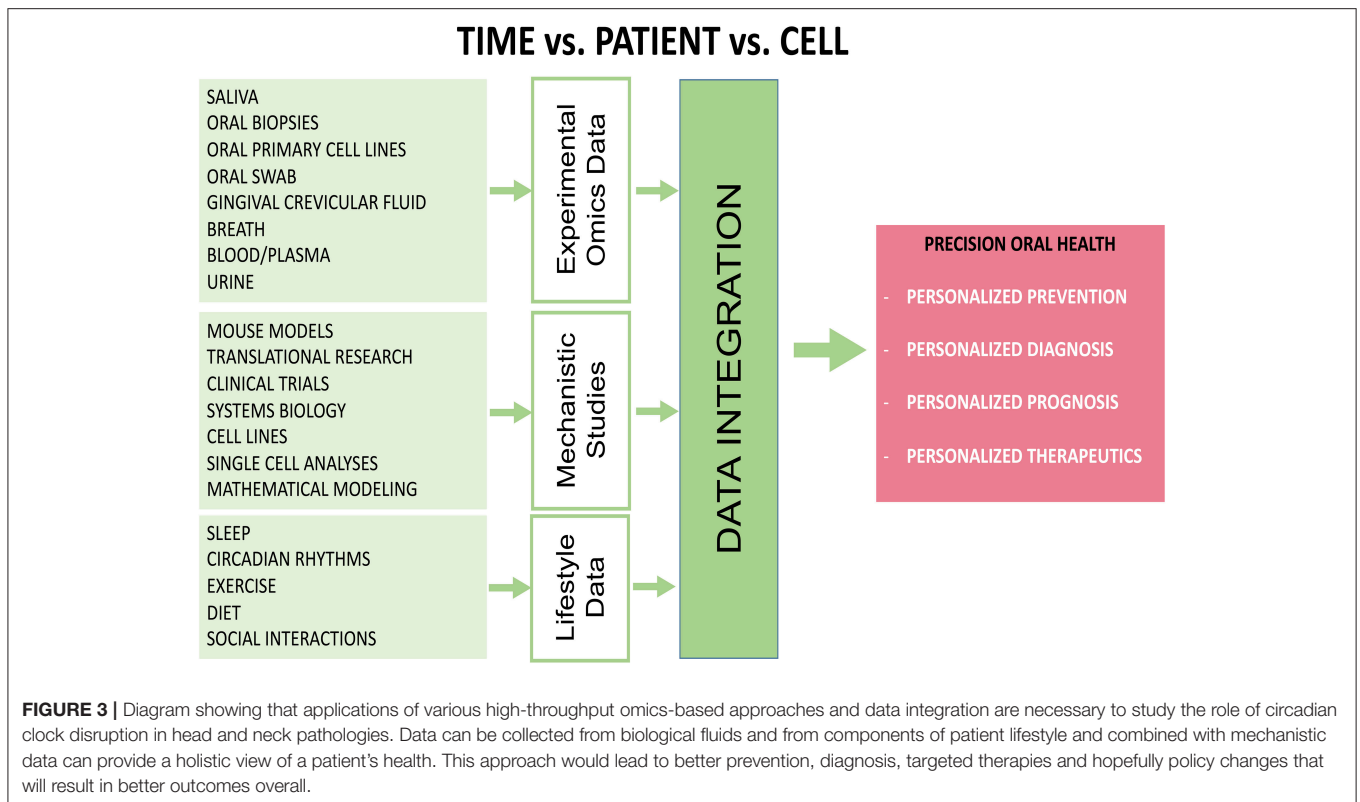 TIME vs. PATIENT vs. CELL
SALIVA
ORAL BIOPSIES
ORAL PRIMARY CELL LINES
ORAL SWAB
GINGIVAL CREVICULAR FLUID
BREATH
BLOOD/PLASMA
URINE
Experimental
Omics Data
MOUSE MODELS
TRANSLATIONAL RESEARCH
CLINICAL TRIALS
SYSTEMS BIOLOGY
CELL LINES
SINGLE CELL ANALYSES
MATHEMATICAL MODELING
Mechanistic
Studies
SLEEP
CIRCADIAN RHYTHMS
EXERCISE
DIET
SOCIAL INTERACTIONS
Lifestyle
Data
DATA INTEGRATION
PRECISION ORAL HEALTH
- PERSONALIZED PREVENTION
- PERSONALIZED DIAGNOSIS
- PERSONALIZED PROGNOSIS
- PERSONALIZED THERAPEUTICS
FIGURE 3 | Diagram showing that applications of various high-throughput omics-based approaches and data integration are necessary to study the role of circadian
clock disruption in head and neck pathologies. Data can be collected from biological fluids and from components of patient lifestyle and combined with mechanistic
data can provide a holistic view of a patient's health. This approach would lead to better prevention, diagnosis, targeted therapies and hopefully policy changes that
will result in better outcomes overall.